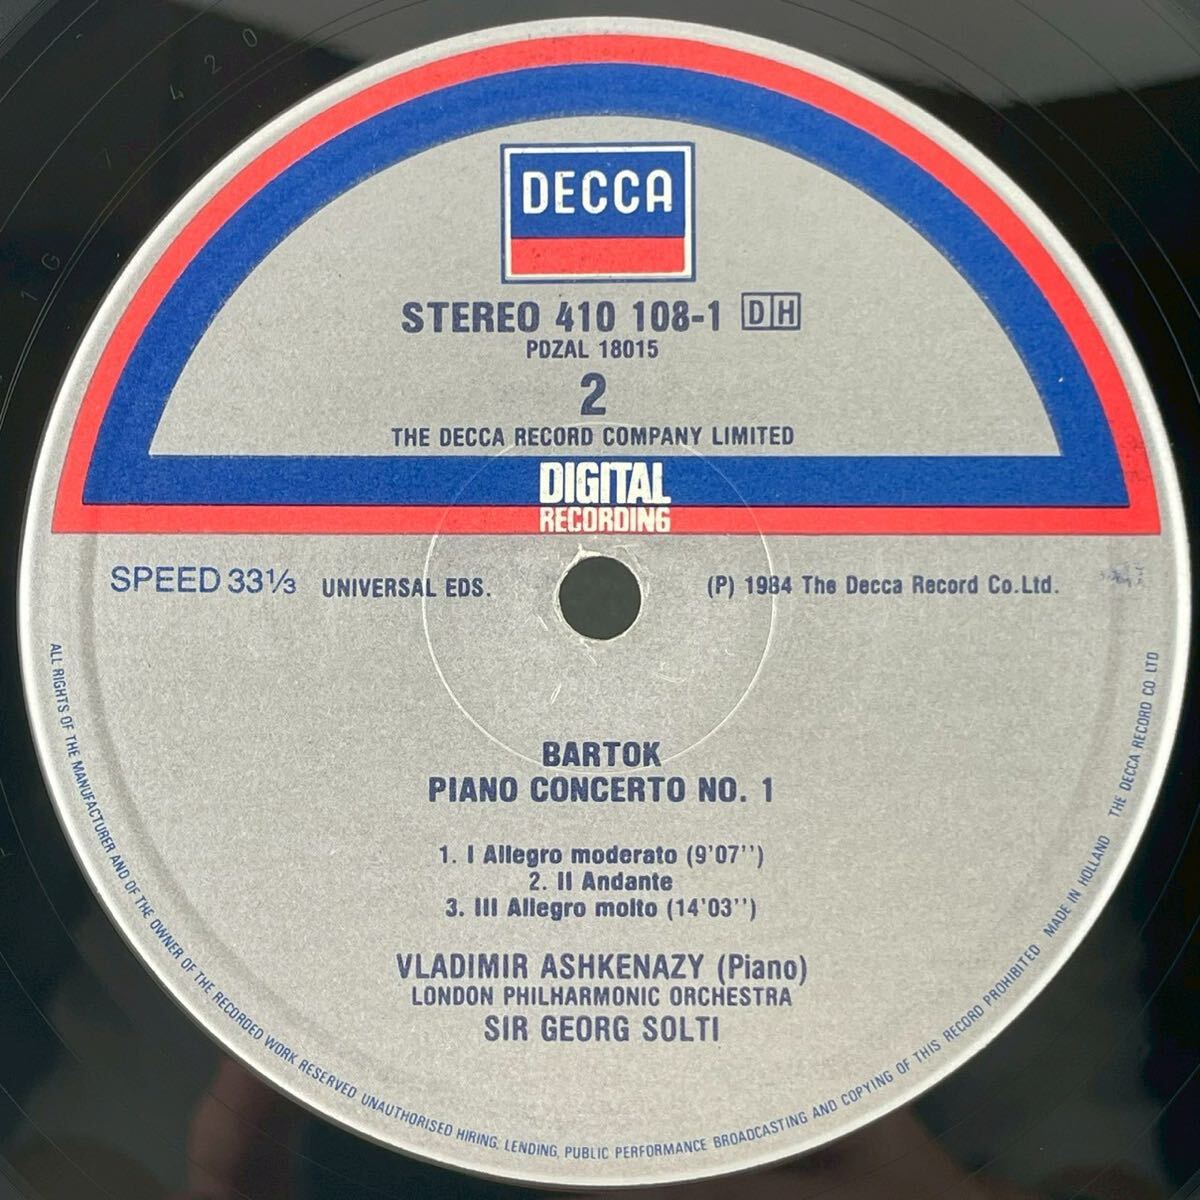 DECCA
STEREO 410 108-1 DH
PDZAL 18015
2
THE DECCA RECORD COMPANY LIMITED
DIGITAL
RECORDING
SPEED 33⅓ UNIVERSAL EDS. (P) 1984 The Decca Record Co.Ltd.
BARTOK
PIANO CONCERTO NO. 1
1. I Allegro moderato (9'07'')
2. II Andante
3. III Allegro molto (14'03'')
VLADIMIR ASHKENAZY (Piano)
LONDON PHILHARMONIC ORCHESTRA
SIR GEORG SOLTI
ALL RIGHTS OF THE MANUFACTURER AND OF THE OWNER OF THE RECORDED WORK RESERVED UNAUTHORISED HIRING, LENDING, PUBLIC PERFORMANCE BROADCASTING AND COPYING OF THIS RECORD PROHIBITED MADE IN HOLLAND THE DECCA RECORD CO. LTD